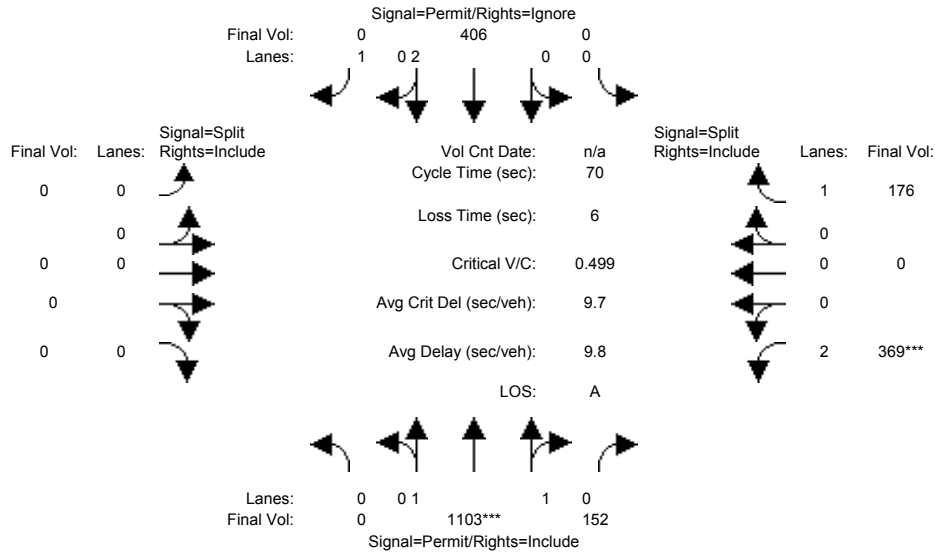 Signal=Permit/Rights=Ignore
Final Vol: 0 406 0
Lanes: 1 0 2 0 0
Signal=Split Signal=Split
Final Vol: Lanes: Rights=Include Vol Cnt Date: n/a Rights=Include Lanes: Final Vol:
Cycle Time (sec): 70
0 0 1 176
Loss Time (sec): 6
0 0
0 0 Critical V/C: 0.499 0 0
0 Avg Crit Del (sec/veh): 9.7 0
0 0 Avg Delay (sec/veh): 9.8 2 369***
LOS: A
Lanes: 0 0 1 1 0
Final Vol: 0 1103*** 152
Signal=Permit/Rights=Include